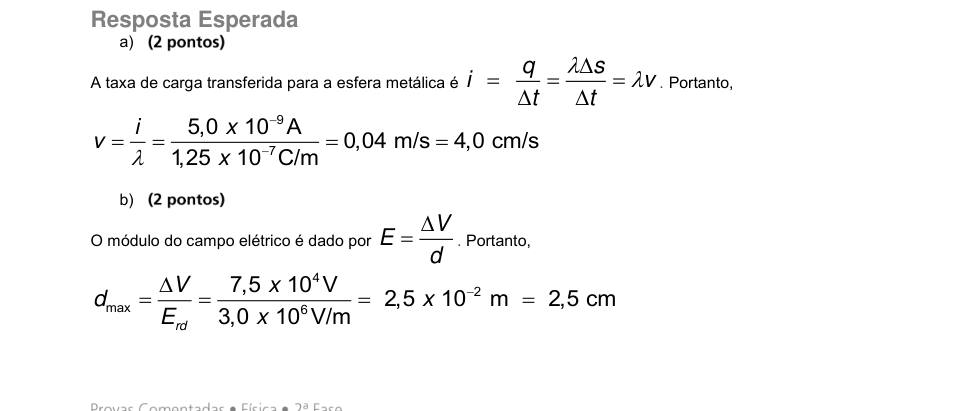 Resposta Esperada
a) (2 pontos)
A taxa de carga transferida para a esfera metálica é i = q/Δt = λΔs/Δt = λv. Portanto,
v = i/λ = 5,0 x 10⁻⁹ A / 1,25 x 10⁻⁷ C/m = 0,04 m/s = 4,0 cm/s
b) (2 pontos)
O módulo do campo elétrico é dado por E = ΔV/d. Portanto,
d_max = ΔV/E_rd = 7,5 x 10⁴ V / 3,0 x 10⁶ V/m = 2,5 x 10⁻² m = 2,5 cm
Provas Comentadas • Física • 2ª Fase